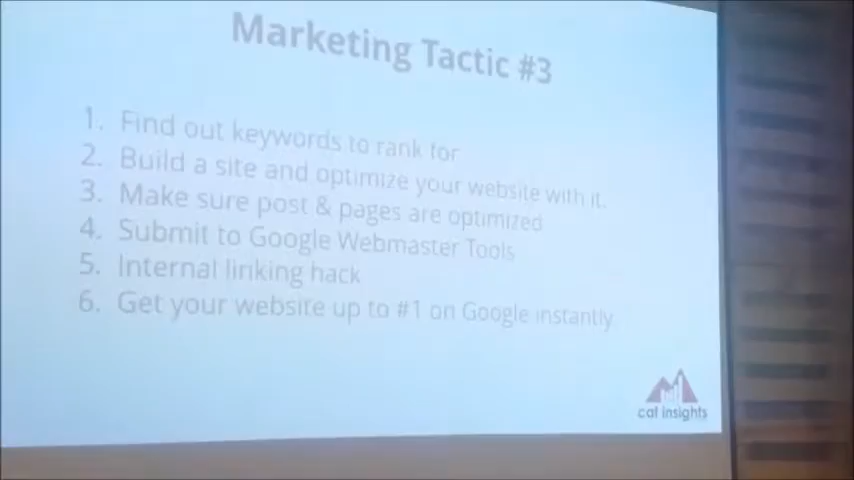 Marketing Tactic #3
1. Find out keywords to rank for
2. Build a site and optimize your website with it.
3. Make sure post & pages are optimized
4. Submit to Google Webmaster Tools
5. Internal linking hack
6. Get your website up to #1 on Google instantly
cat insights